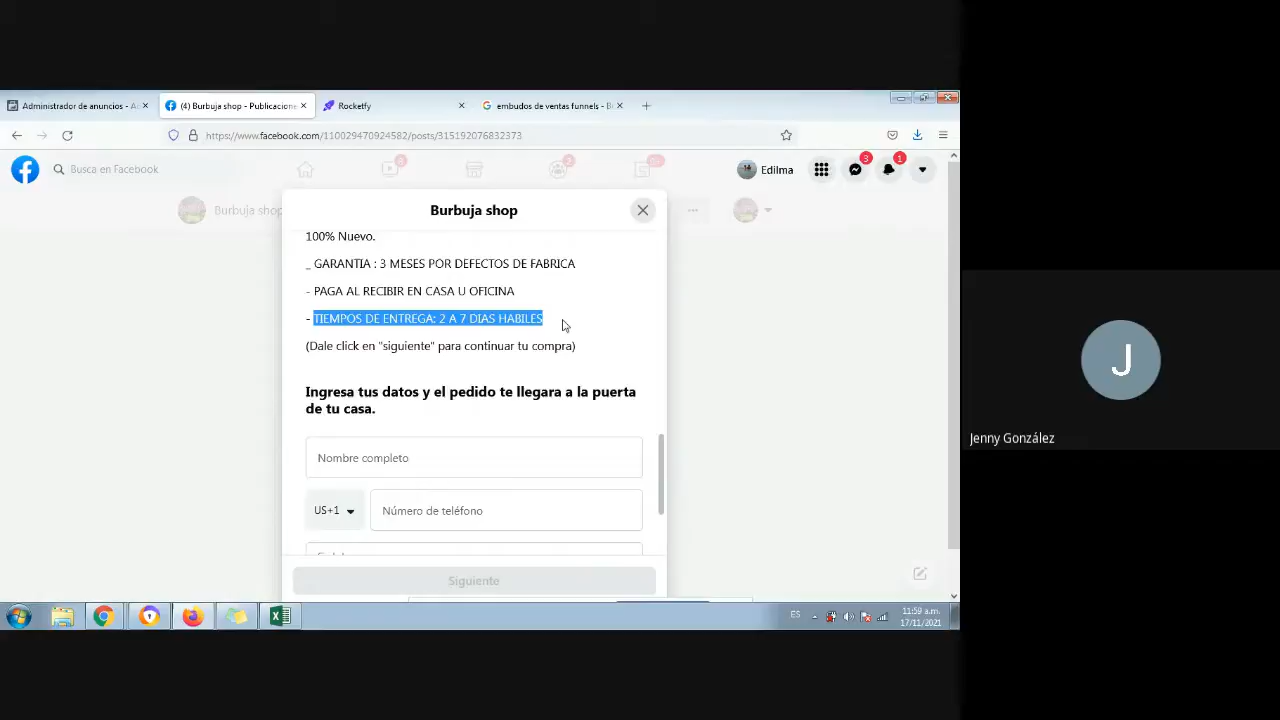 Administrador de anuncios - A
(4) Burbuja shop - Publicacione
Rocketfy
embudos de ventas funnels - B
https://www.facebook.com/110029470924582/posts/315192076832373
Busca en Facebook
8
2
Edilma
3
1
Burbuja shop
Burbuja shop
100% Nuevo.
_ GARANTIA : 3 MESES POR DEFECTOS DE FABRICA
- PAGA AL RECIBIR EN CASA U OFICINA
- TIEMPOS DE ENTREGA: 2 A 7 DIAS HABILES
(Dale click en "siguiente" para continuar tu compra)
Ingresa tus datos y el pedido te llegara a la puerta
de tu casa.
Nombre completo
US+1
Número de teléfono
Siguiente
J
Jenny González
ES
11:59 a.m.
17/11/2021